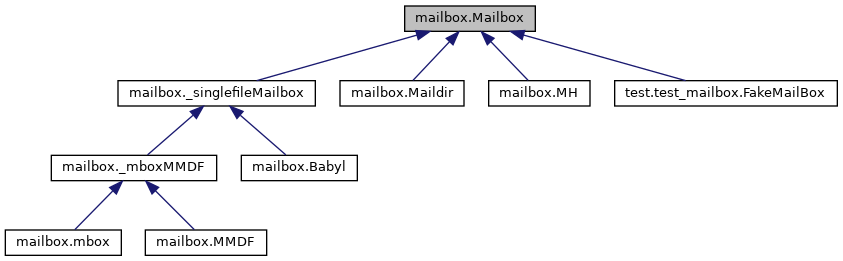 mailbox.Mailbox
mailbox._singlefileMailbox
mailbox.Maildir
mailbox.MH
test.test_mailbox.FakeMailBox
mailbox._mboxMMDF
mailbox.Babyl
mailbox.mbox
mailbox.MMDF